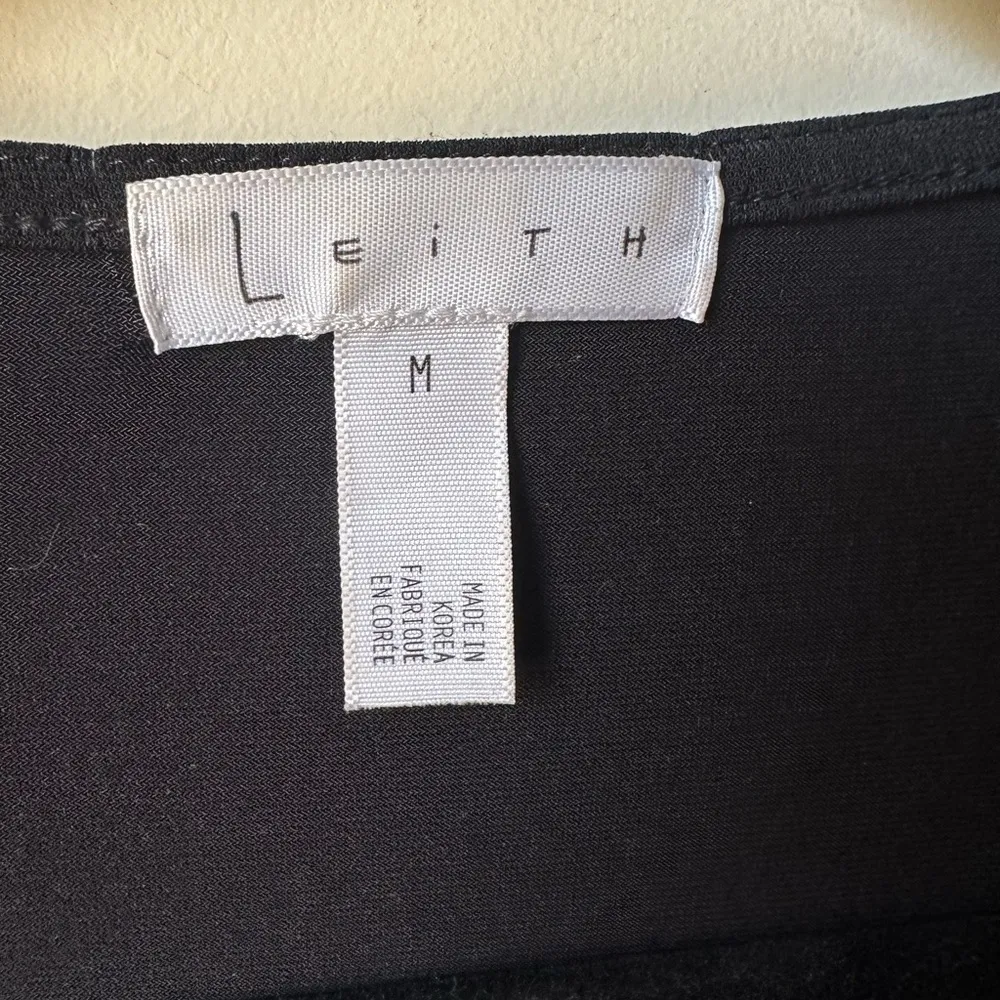 LEiTH
M
MADE IN
KOREA
FABRIQUÉ
EN CORÉE